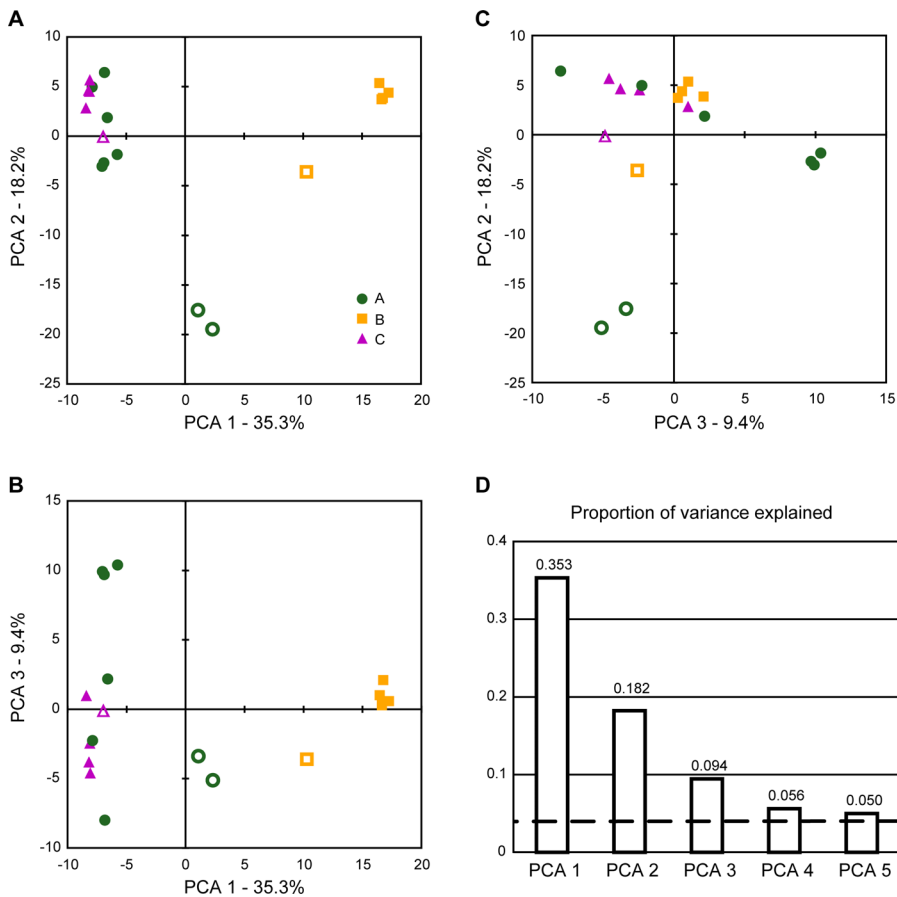 A
10
5
0
-5
-10
-15
-20
-25
-10
-5
0
5
10
15
20
PCA 2 - 18.2%
PCA 1 - 35.3%
A
B
C
C
10
5
0
-5
-10
-15
-20
-25
-10
-5
0
5
10
15
PCA 2 - 18.2%
PCA 3 - 9.4%
B
15
10
5
0
-5
-10
-10
-5
0
5
10
15
20
PCA 3 - 9.4%
PCA 1 - 35.3%
D
Proportion of variance explained
0.4
0.3
0.2
0.1
0
0.353
0.182
0.094
0.056
0.050
PCA 1
PCA 2
PCA 3
PCA 4
PCA 5